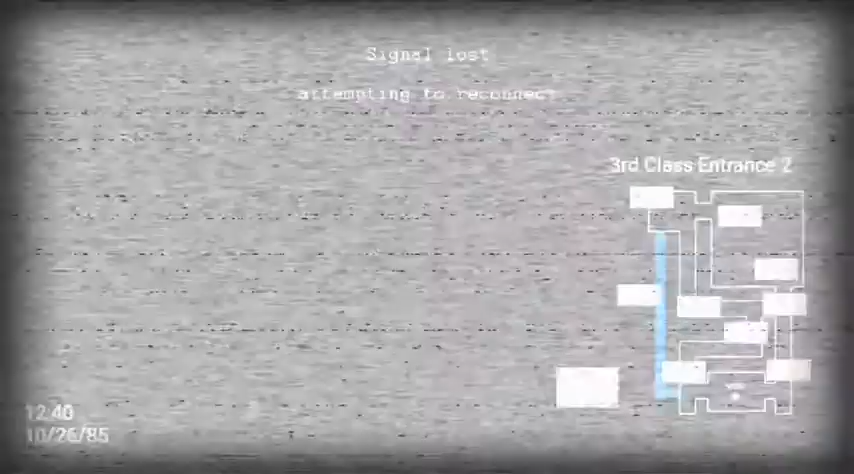 Signal lost
attempting to reconnect
3rd Class Entrance 2
12:40
10/26/85